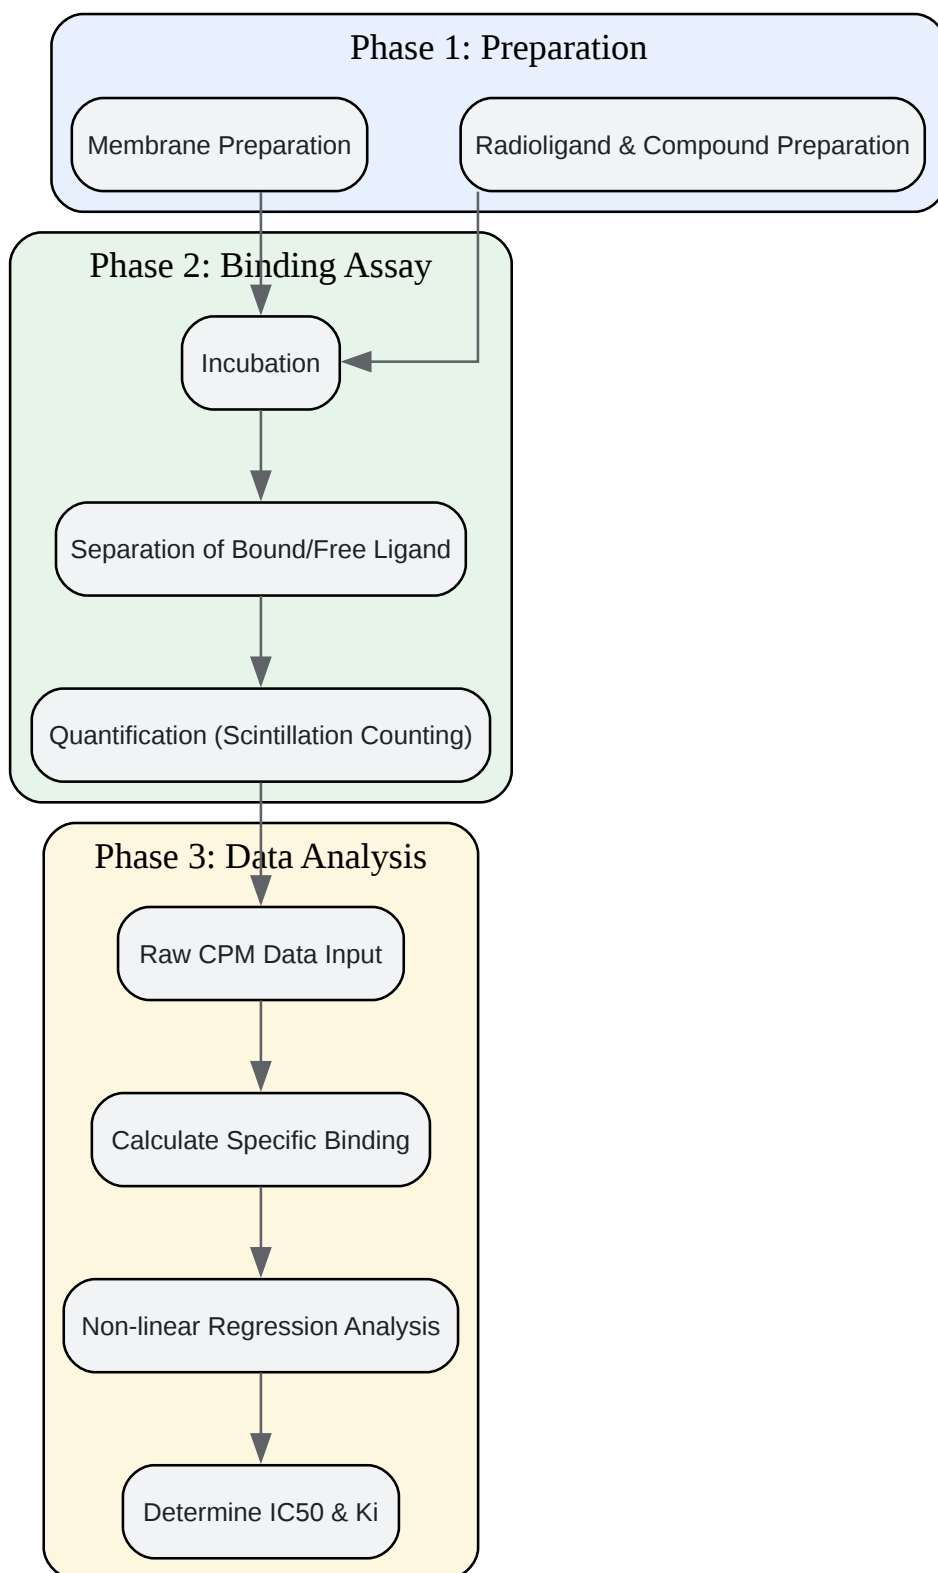 Phase 1: Preparation
Membrane Preparation
Radioligand & Compound Preparation
Phase 2: Binding Assay
Incubation
Separation of Bound/Free Ligand
Quantification (Scintillation Counting)
Phase 3: Data Analysis
Raw CPM Data Input
Calculate Specific Binding
Non-linear Regression Analysis
Determine IC50 & Ki